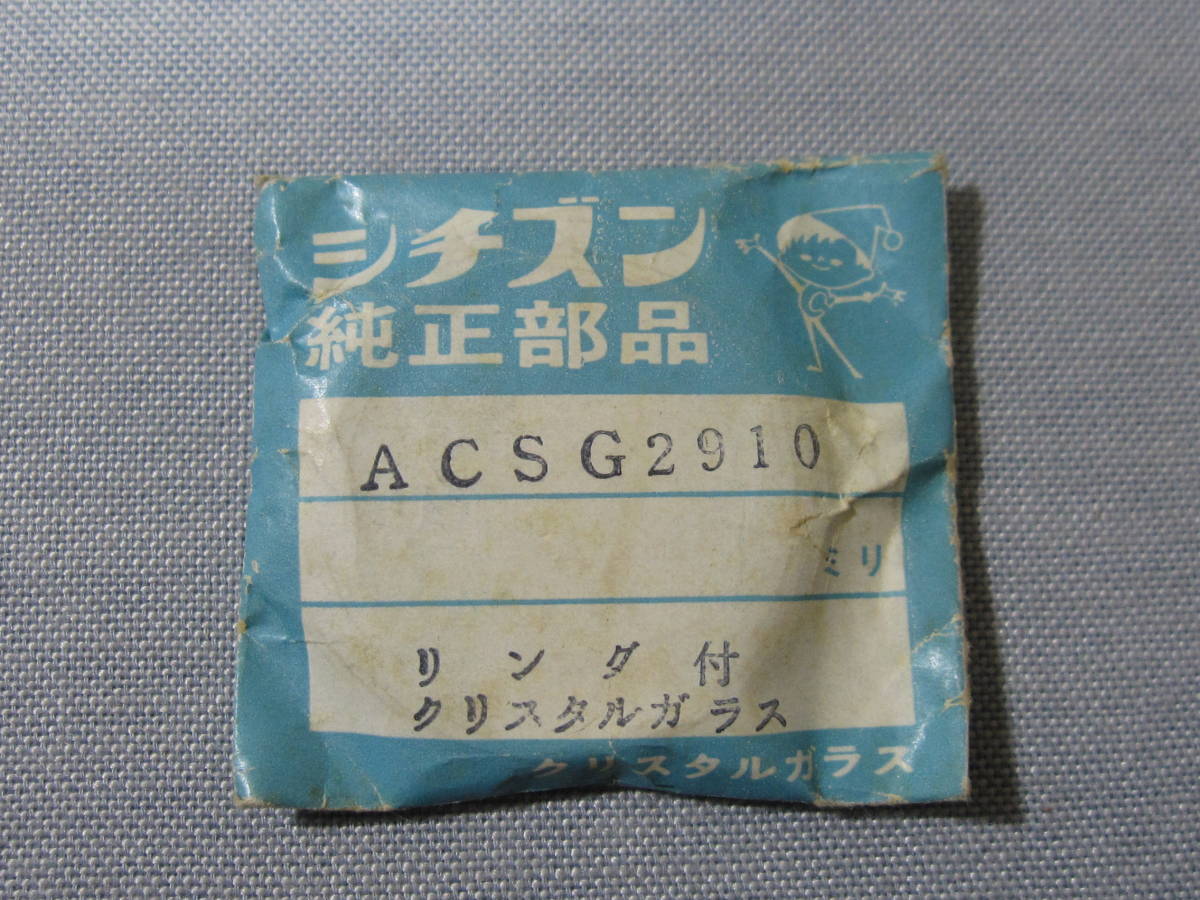 シチズン
純正部品
ACSG2910
ミリ
リング付
クリスタルガラス
クリスタルガラス